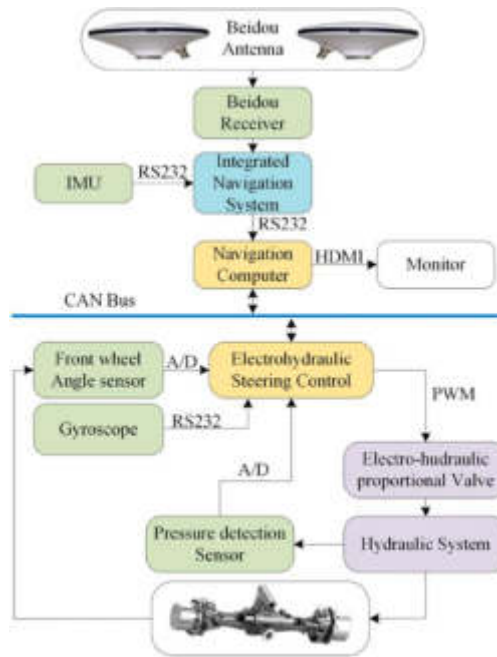 Beidou
Antenna
Beidou
Receiver
IMU
RS232
Integrated
Navigation
System
RS232
Navigation
Computer
HDMI
Monitor
CAN Bus
Front wheel
Angle sensor
A/D
Electrohydraulic
Steering Control
PWM
Gyroscope
RS232
A/D
Electro-hudraulic
proportional Valve
Pressure detection
Sensor
Hydraulic System